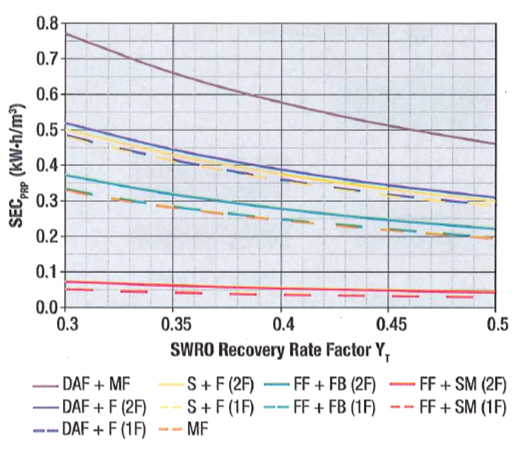 0.8
0.7
0.6
0.5
0.4
0.3
0.2
0.1
0.0
SEC_PRP (kW•h/m³)
0.3 0.35 0.4 0.45 0.5
SWRO Recovery Rate Factor Y_T
DAF + MF S + F (2F) FF + FB (2F) FF + SM (2F)
DAF + F (2F) S + F (1F) FF + FB (1F) FF + SM (1F)
DAF + F (1F) MF